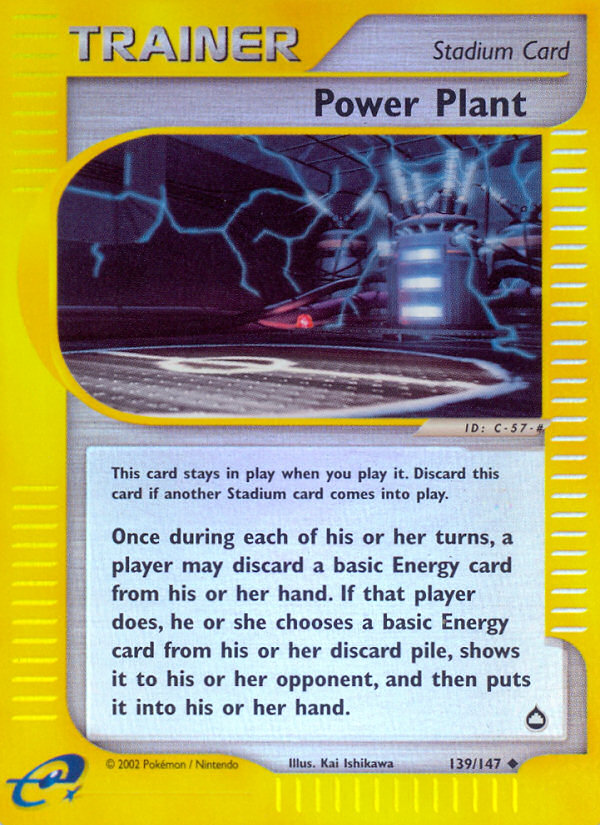 TRAINER
Stadium Card
Power Plant
ID: C-57-#
This card stays in play when you play it. Discard this
card if another Stadium card comes into play.
Once during each of his or her turns, a
player may discard a basic Energy card
from his or her hand. If that player
does, he or she chooses a basic Energy
card from his or her discard pile, shows
it to his or her opponent, and then puts
it into his or her hand.
© 2002 Pokémon / Nintendo
Illus. Kai Ishikawa
139/147 ◆